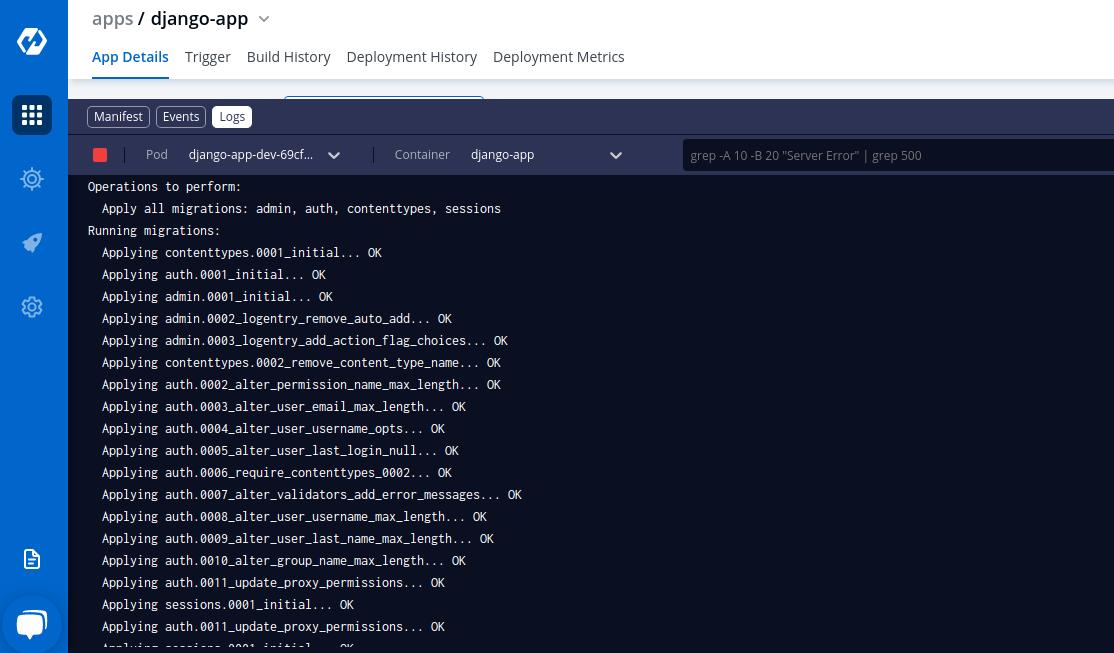 apps / django-app
App Details Trigger Build History Deployment History Deployment Metrics
Manifest Events Logs
Pod django-app-dev-69cf... Container django-app grep -A 10 -B 20 "Server Error" | grep 500
Operations to perform:
Apply all migrations: admin, auth, contenttypes, sessions
Running migrations:
Applying contenttypes.0001_initial... OK
Applying auth.0001_initial... OK
Applying admin.0001_initial... OK
Applying admin.0002_logentry_remove_auto_add... OK
Applying admin.0003_logentry_add_action_flag_choices... OK
Applying contenttypes.0002_remove_content_type_name... OK
Applying auth.0002_alter_permission_name_max_length... OK
Applying auth.0003_alter_user_email_max_length... OK
Applying auth.0004_alter_user_username_opts... OK
Applying auth.0005_alter_user_last_login_null... OK
Applying auth.0006_require_contenttypes_0002... OK
Applying auth.0007_alter_validators_add_error_messages... OK
Applying auth.0008_alter_user_username_max_length... OK
Applying auth.0009_alter_user_last_name_max_length... OK
Applying auth.0010_alter_group_name_max_length... OK
Applying auth.0011_update_proxy_permissions... OK
Applying sessions.0001_initial... OK
Applying auth.0011_update_proxy_permissions... OK
Applying sessions.0001_initial... OK